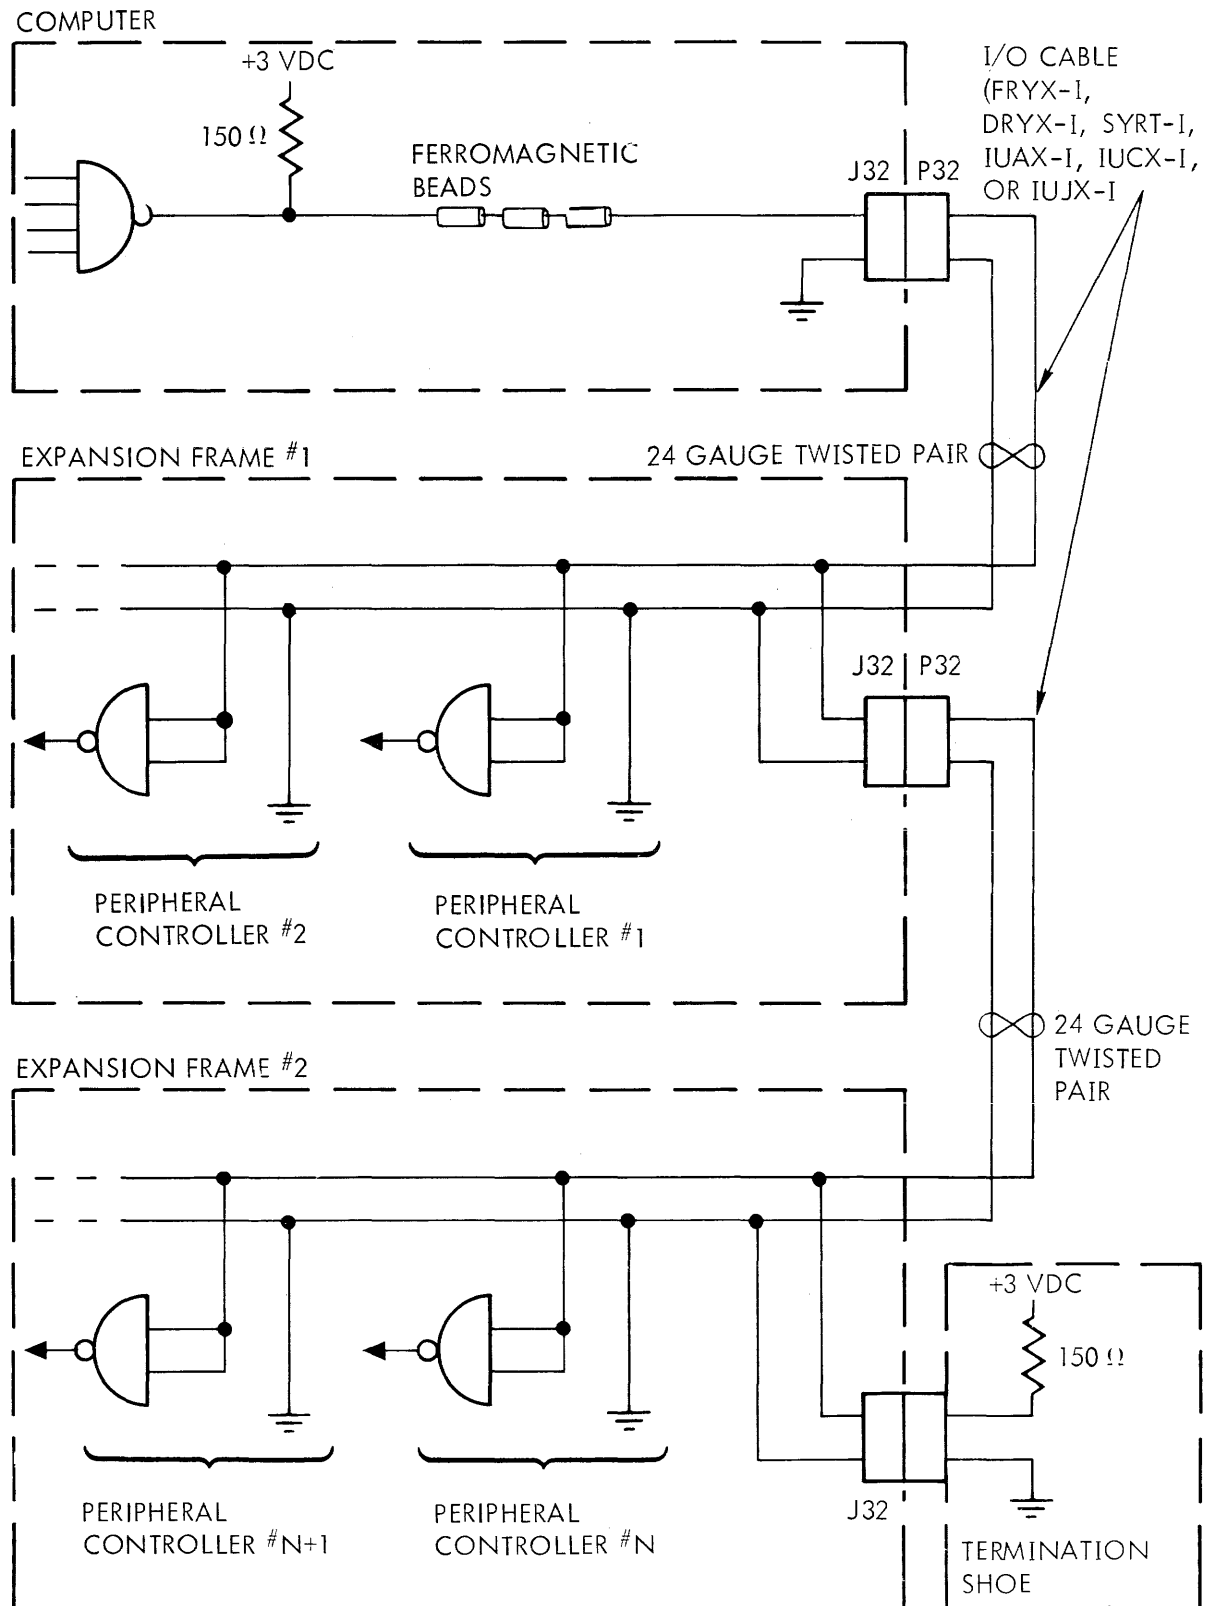 COMPUTER
+3 VDC
150 Ω
FERROMAGNETIC
BEADS
J32 P32
I/O CABLE
(FRYX-I,
DRYX-I, SYRT-I,
IUAX-I, IUCX-I,
OR IUJX-I
EXPANSION FRAME #1
24 GAUGE TWISTED PAIR
J32 P32
PERIPHERAL
CONTROLLER #2
PERIPHERAL
CONTROLLER #1
24 GAUGE
TWISTED
PAIR
EXPANSION FRAME #2
+3 VDC
150 Ω
J32
PERIPHERAL
CONTROLLER #N+1
PERIPHERAL
CONTROLLER #N
TERMINATION
SHOE